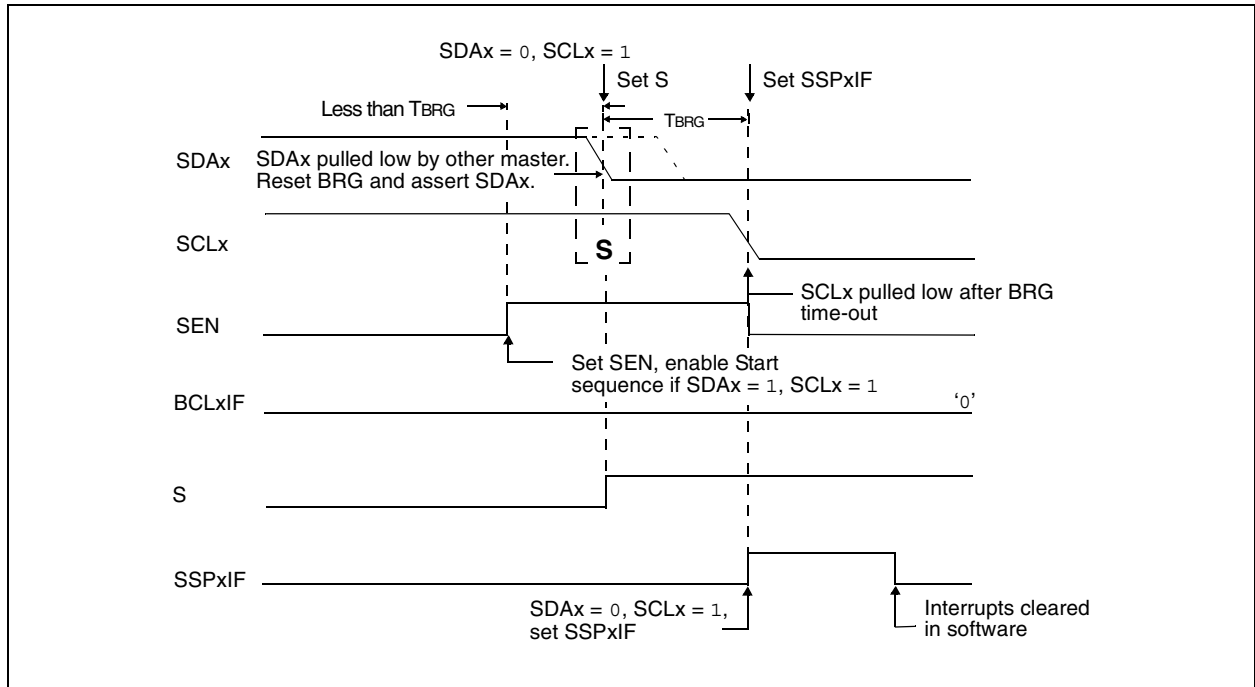 SDAx = 0, SCLx = 1
Set S
Set SSPxIF
Less than TBRG
TBRG
SDAx
SDAx pulled low by other master.
Reset BRG and assert SDAx.
SCLx
S
SCLx pulled low after BRG
time-out
SEN
Set SEN, enable Start
sequence if SDAx = 1, SCLx = 1
BCLxIF
‘0’
S
SSPxIF
SDAx = 0, SCLx = 1,
set SSPxIF
Interrupts cleared
in software